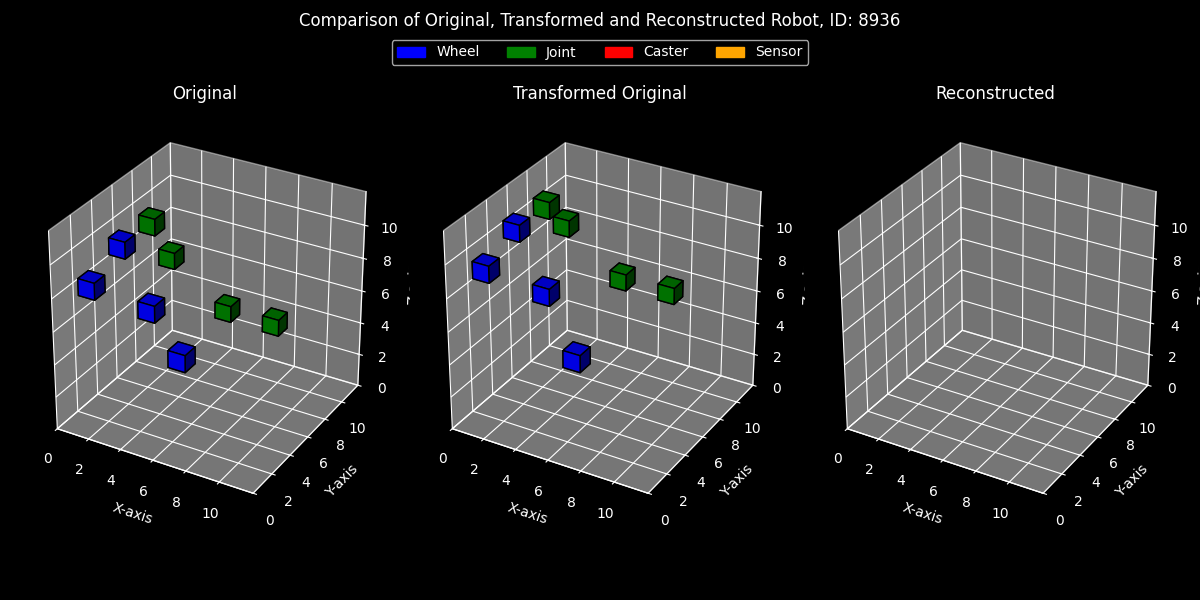 Comparison of Original, Transformed and Reconstructed Robot, ID: 8936
Wheel Joint Caster Sensor
Original Transformed Original Reconstructed
10
8
6
4
2
0
0 2 4 6 8 10
X-axis
0 2 4 6 8 10
Y-axis
10
8
6
4
2
0
0 2 4 6 8 10
X-axis
0 2 4 6 8 10
Y-axis
10
8
6
4
2
0
0 2 4 6 8 10
X-axis
0 2 4 6 8 10
Y-axis